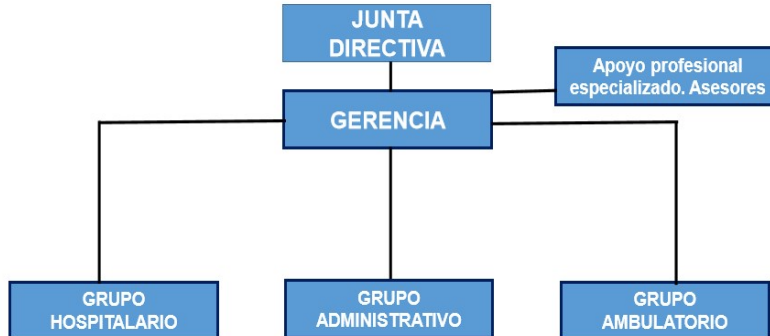 JUNTA
DIRECTIVA
Apoyo profesional
especializado. Asesores
GERENCIA
GRUPO
HOSPITALARIO
GRUPO
ADMINISTRATIVO
GRUPO
AMBULATORIO